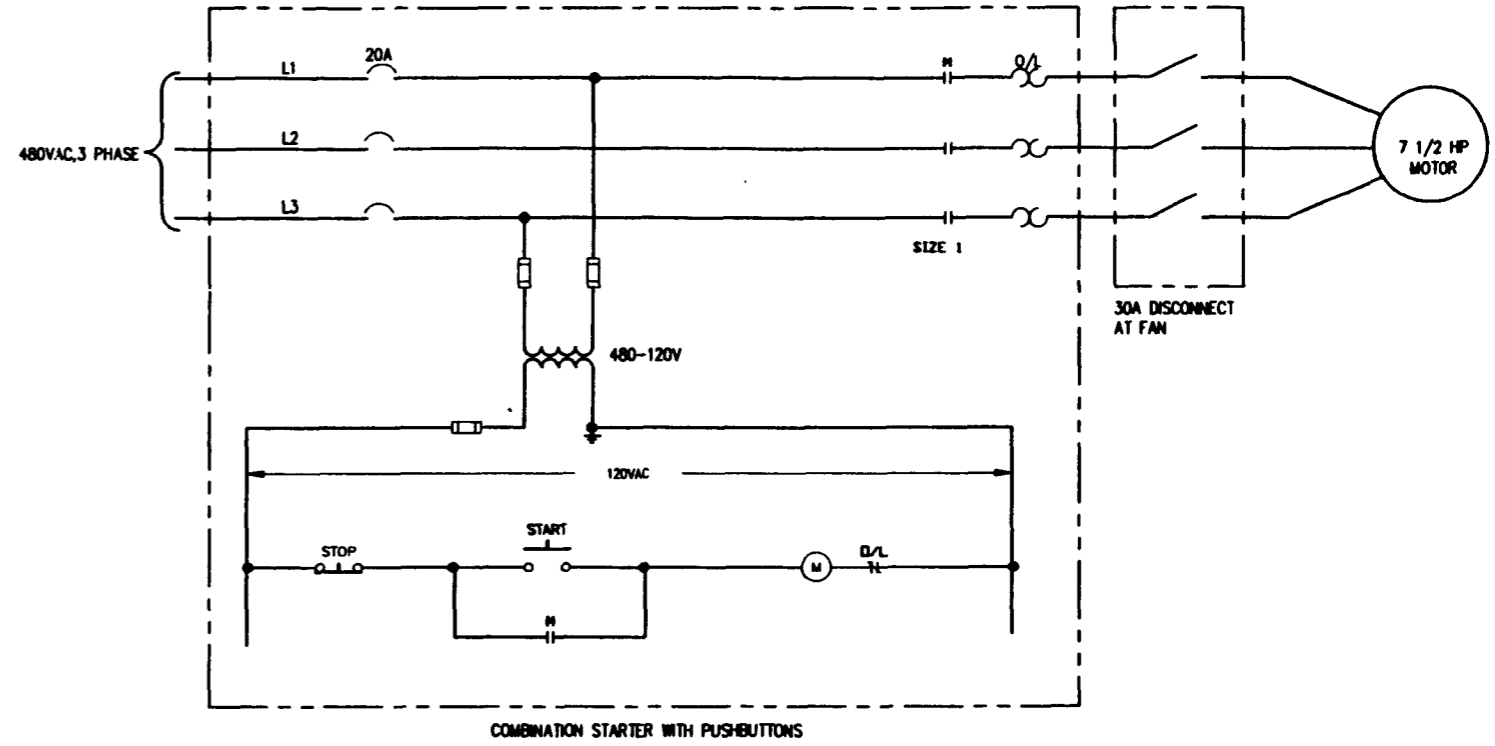 20A
L1
M
O/L
480VAC,3 PHASE
L2
7 1/2 HP
MOTOR
L3
SIZE 1
30A DISCONNECT
AT FAN
480-120V
120VAC
STOP
START
M
O/L
M
COMBINATION STARTER WITH PUSHBUTTONS